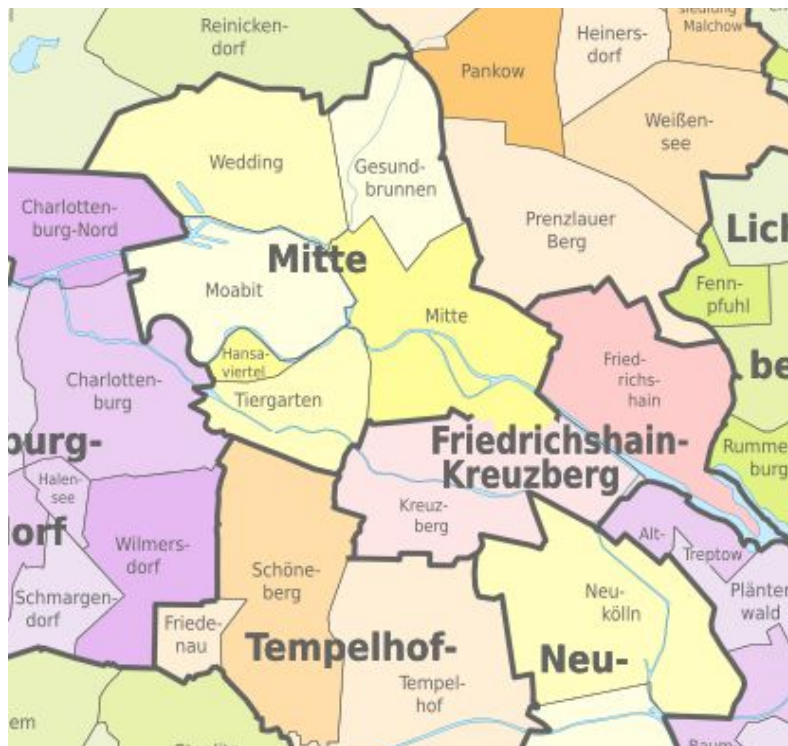 Reinicken-
dorf
Heiners-
dorf
siedlung
Malchow
Pankow
Weißen-
see
Wedding
Gesund-
brunnen
Charlotten-
burg-Nord
Prenzlauer
Berg
Lich
Mitte
Moabit
Mitte
Fenn-
pfuhl
Hansa-
viertel
Tiergarten
Charlotten-
burg
Fried-
richs-
hain
be
burg-
Friedrichshain-
Kreuzberg
Rumme
burg
Halen-
see
Kreuz-
berg
dorf
Wilmers-
dorf
Alt-
Treptow
Schöne-
berg
Neu-
kölln
Plänter
wald
Schmargen-
dorf
Friede-
nau
Tempelhof-
Neu-
Tempel-
hof
em